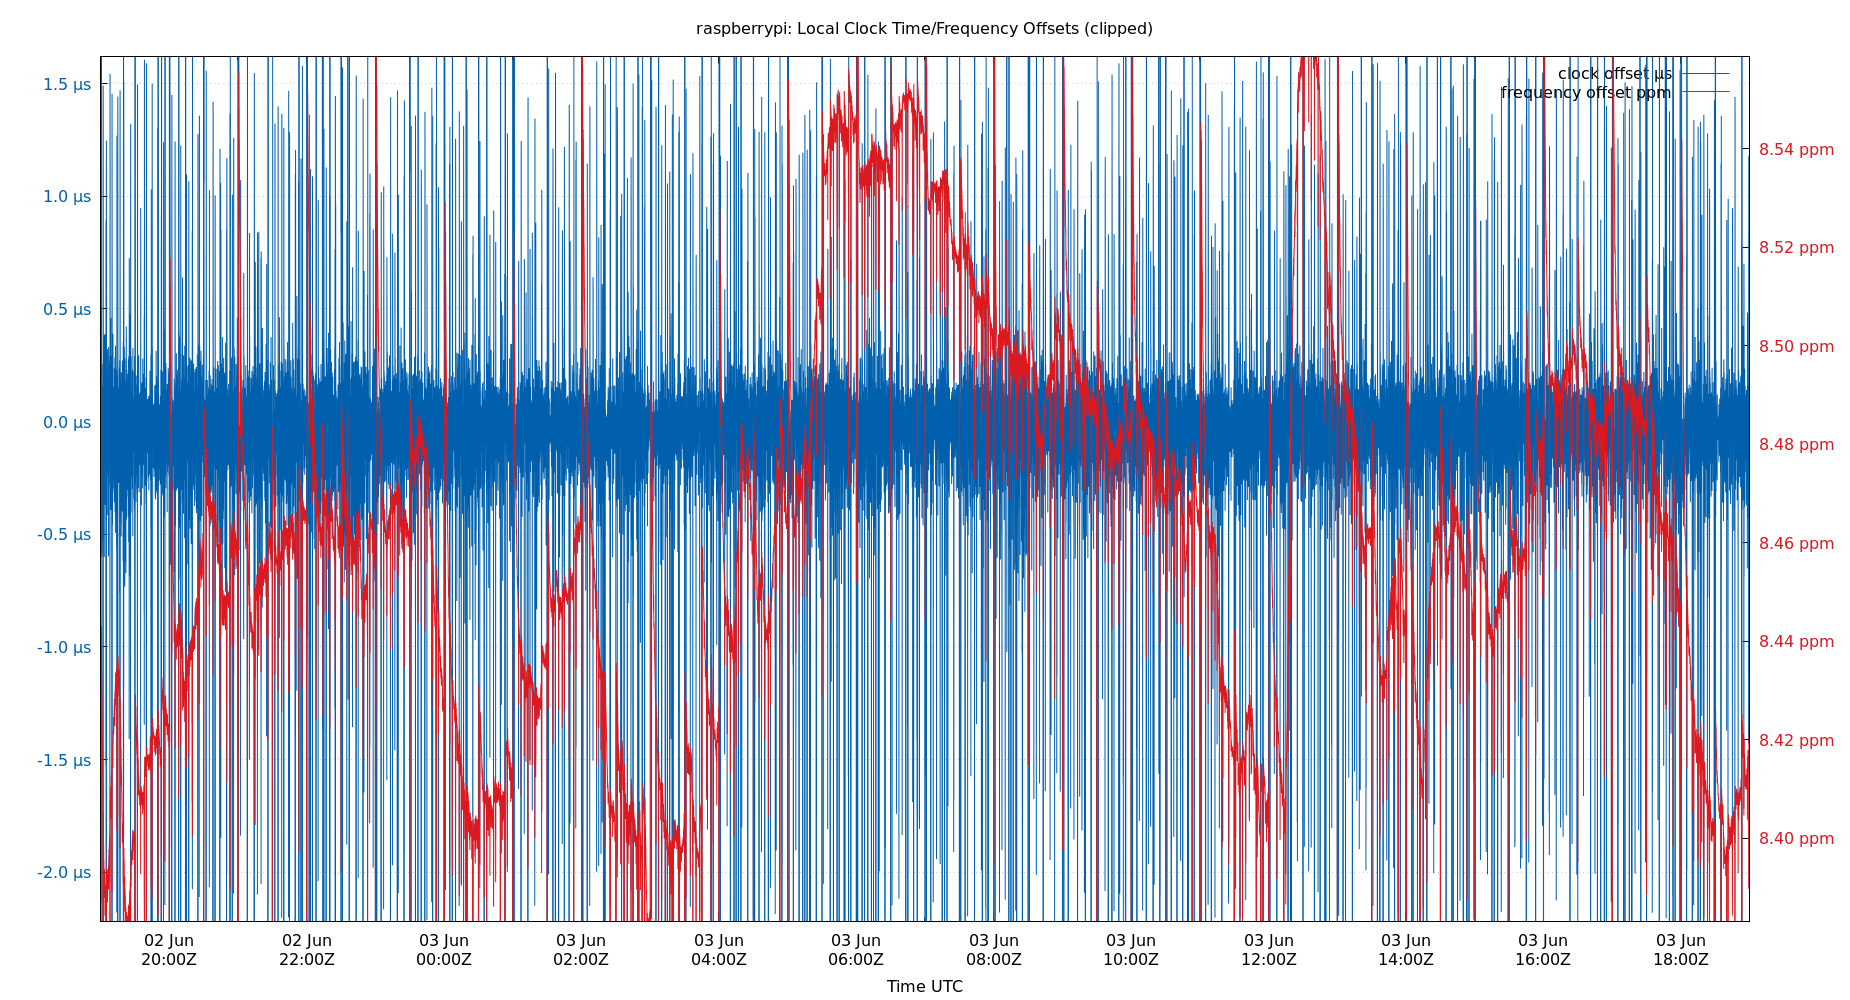 raspberrypi: Local Clock Time/Frequency Offsets (clipped)
clock offset µs
frequency offset ppm
1.5 µs
1.0 µs
0.5 µs
0.0 µs
-0.5 µs
-1.0 µs
-1.5 µs
-2.0 µs
8.54 ppm
8.52 ppm
8.50 ppm
8.48 ppm
8.46 ppm
8.44 ppm
8.42 ppm
8.40 ppm
02 Jun 02 Jun 03 Jun 03 Jun 03 Jun 03 Jun 03 Jun 03 Jun 03 Jun 03 Jun 03 Jun 03 Jun
20:00Z 22:00Z 00:00Z 02:00Z 04:00Z 06:00Z 08:00Z 10:00Z 12:00Z 14:00Z 16:00Z 18:00Z
Time UTC